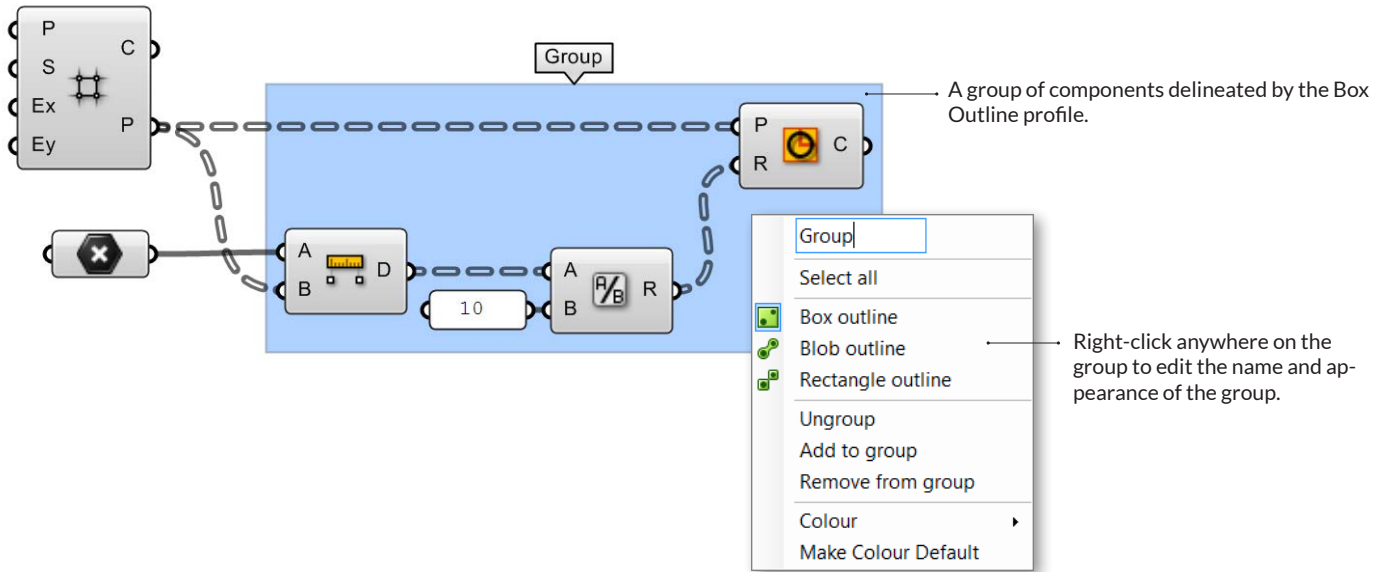 P
C
S
Ex
P
Ey
Group
A group of components delineated by the Box
Outline profile.
P
C
R
A
D
B
10
A
R
B
A/B
Group
Select all
Box outline
Blob outline
Rectangle outline
Ungroup
Add to group
Remove from group
Colour
Make Colour Default
Right-click anywhere on the
group to edit the name and ap-
pearance of the group.